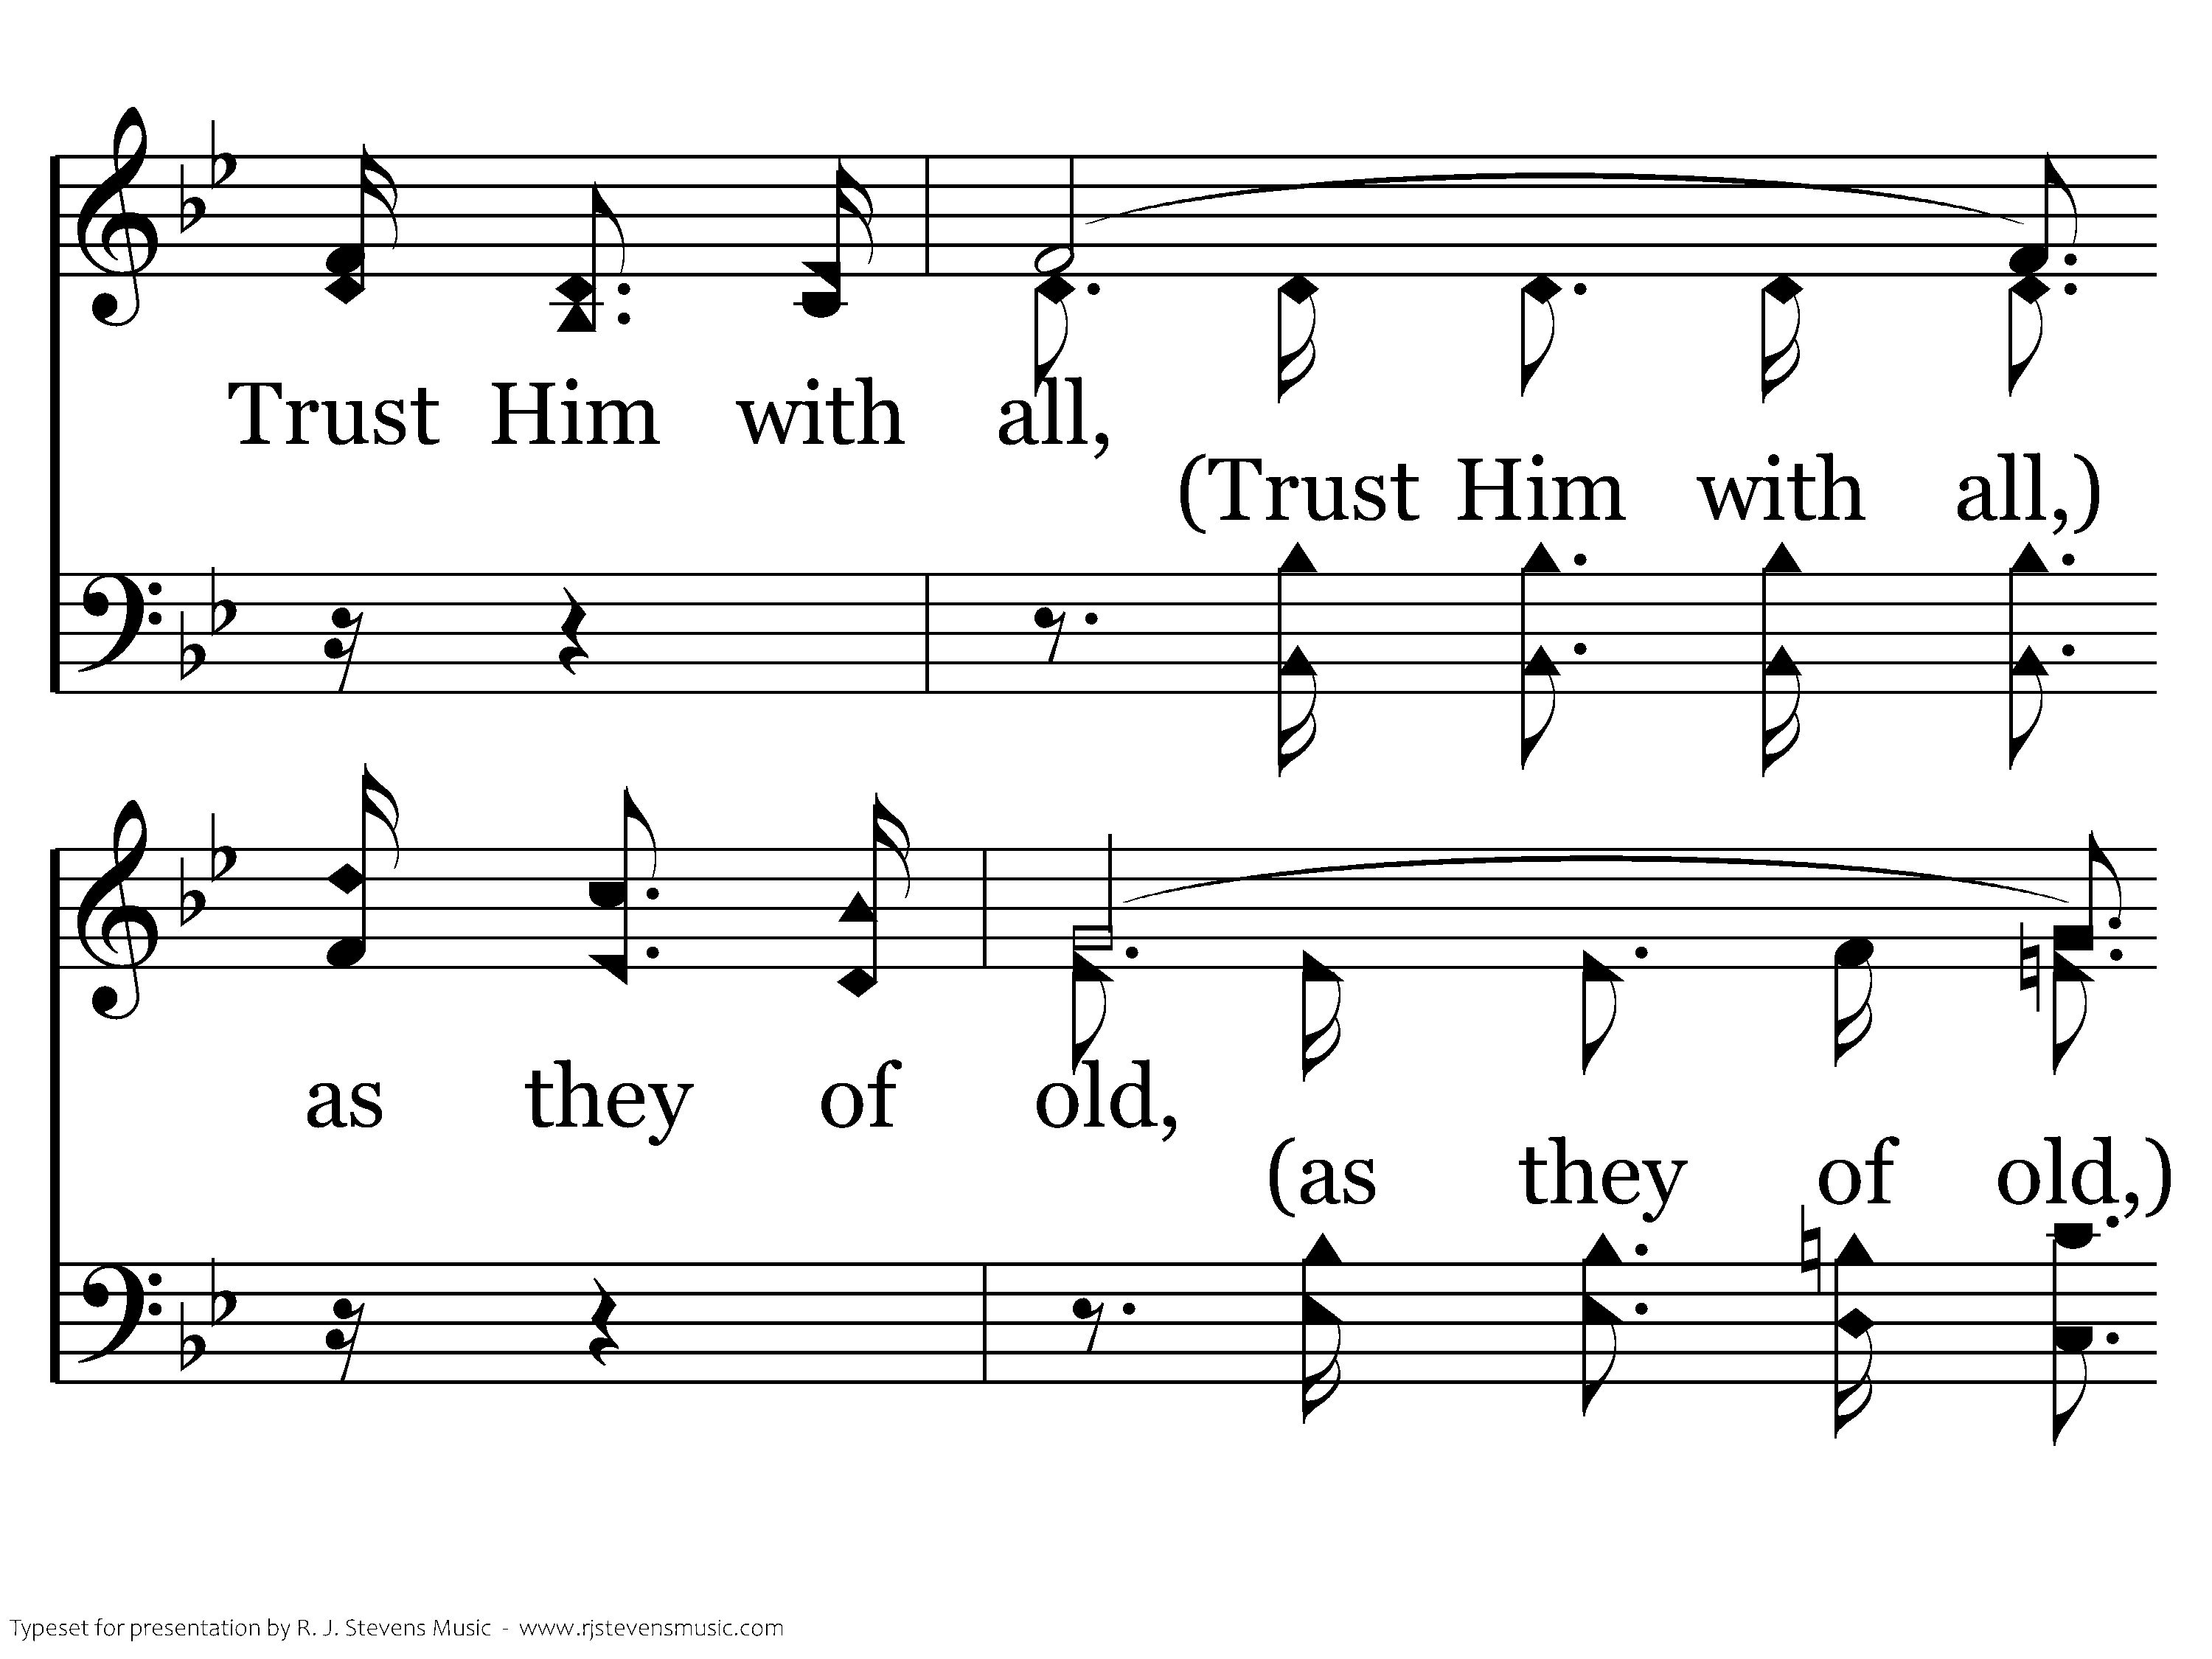 Trust Him with all,
(Trust Him with all,)
as they of old,
(as they of old,)
Typeset for presentation by R. J. Stevens Music - www.rjstevensmusic.com